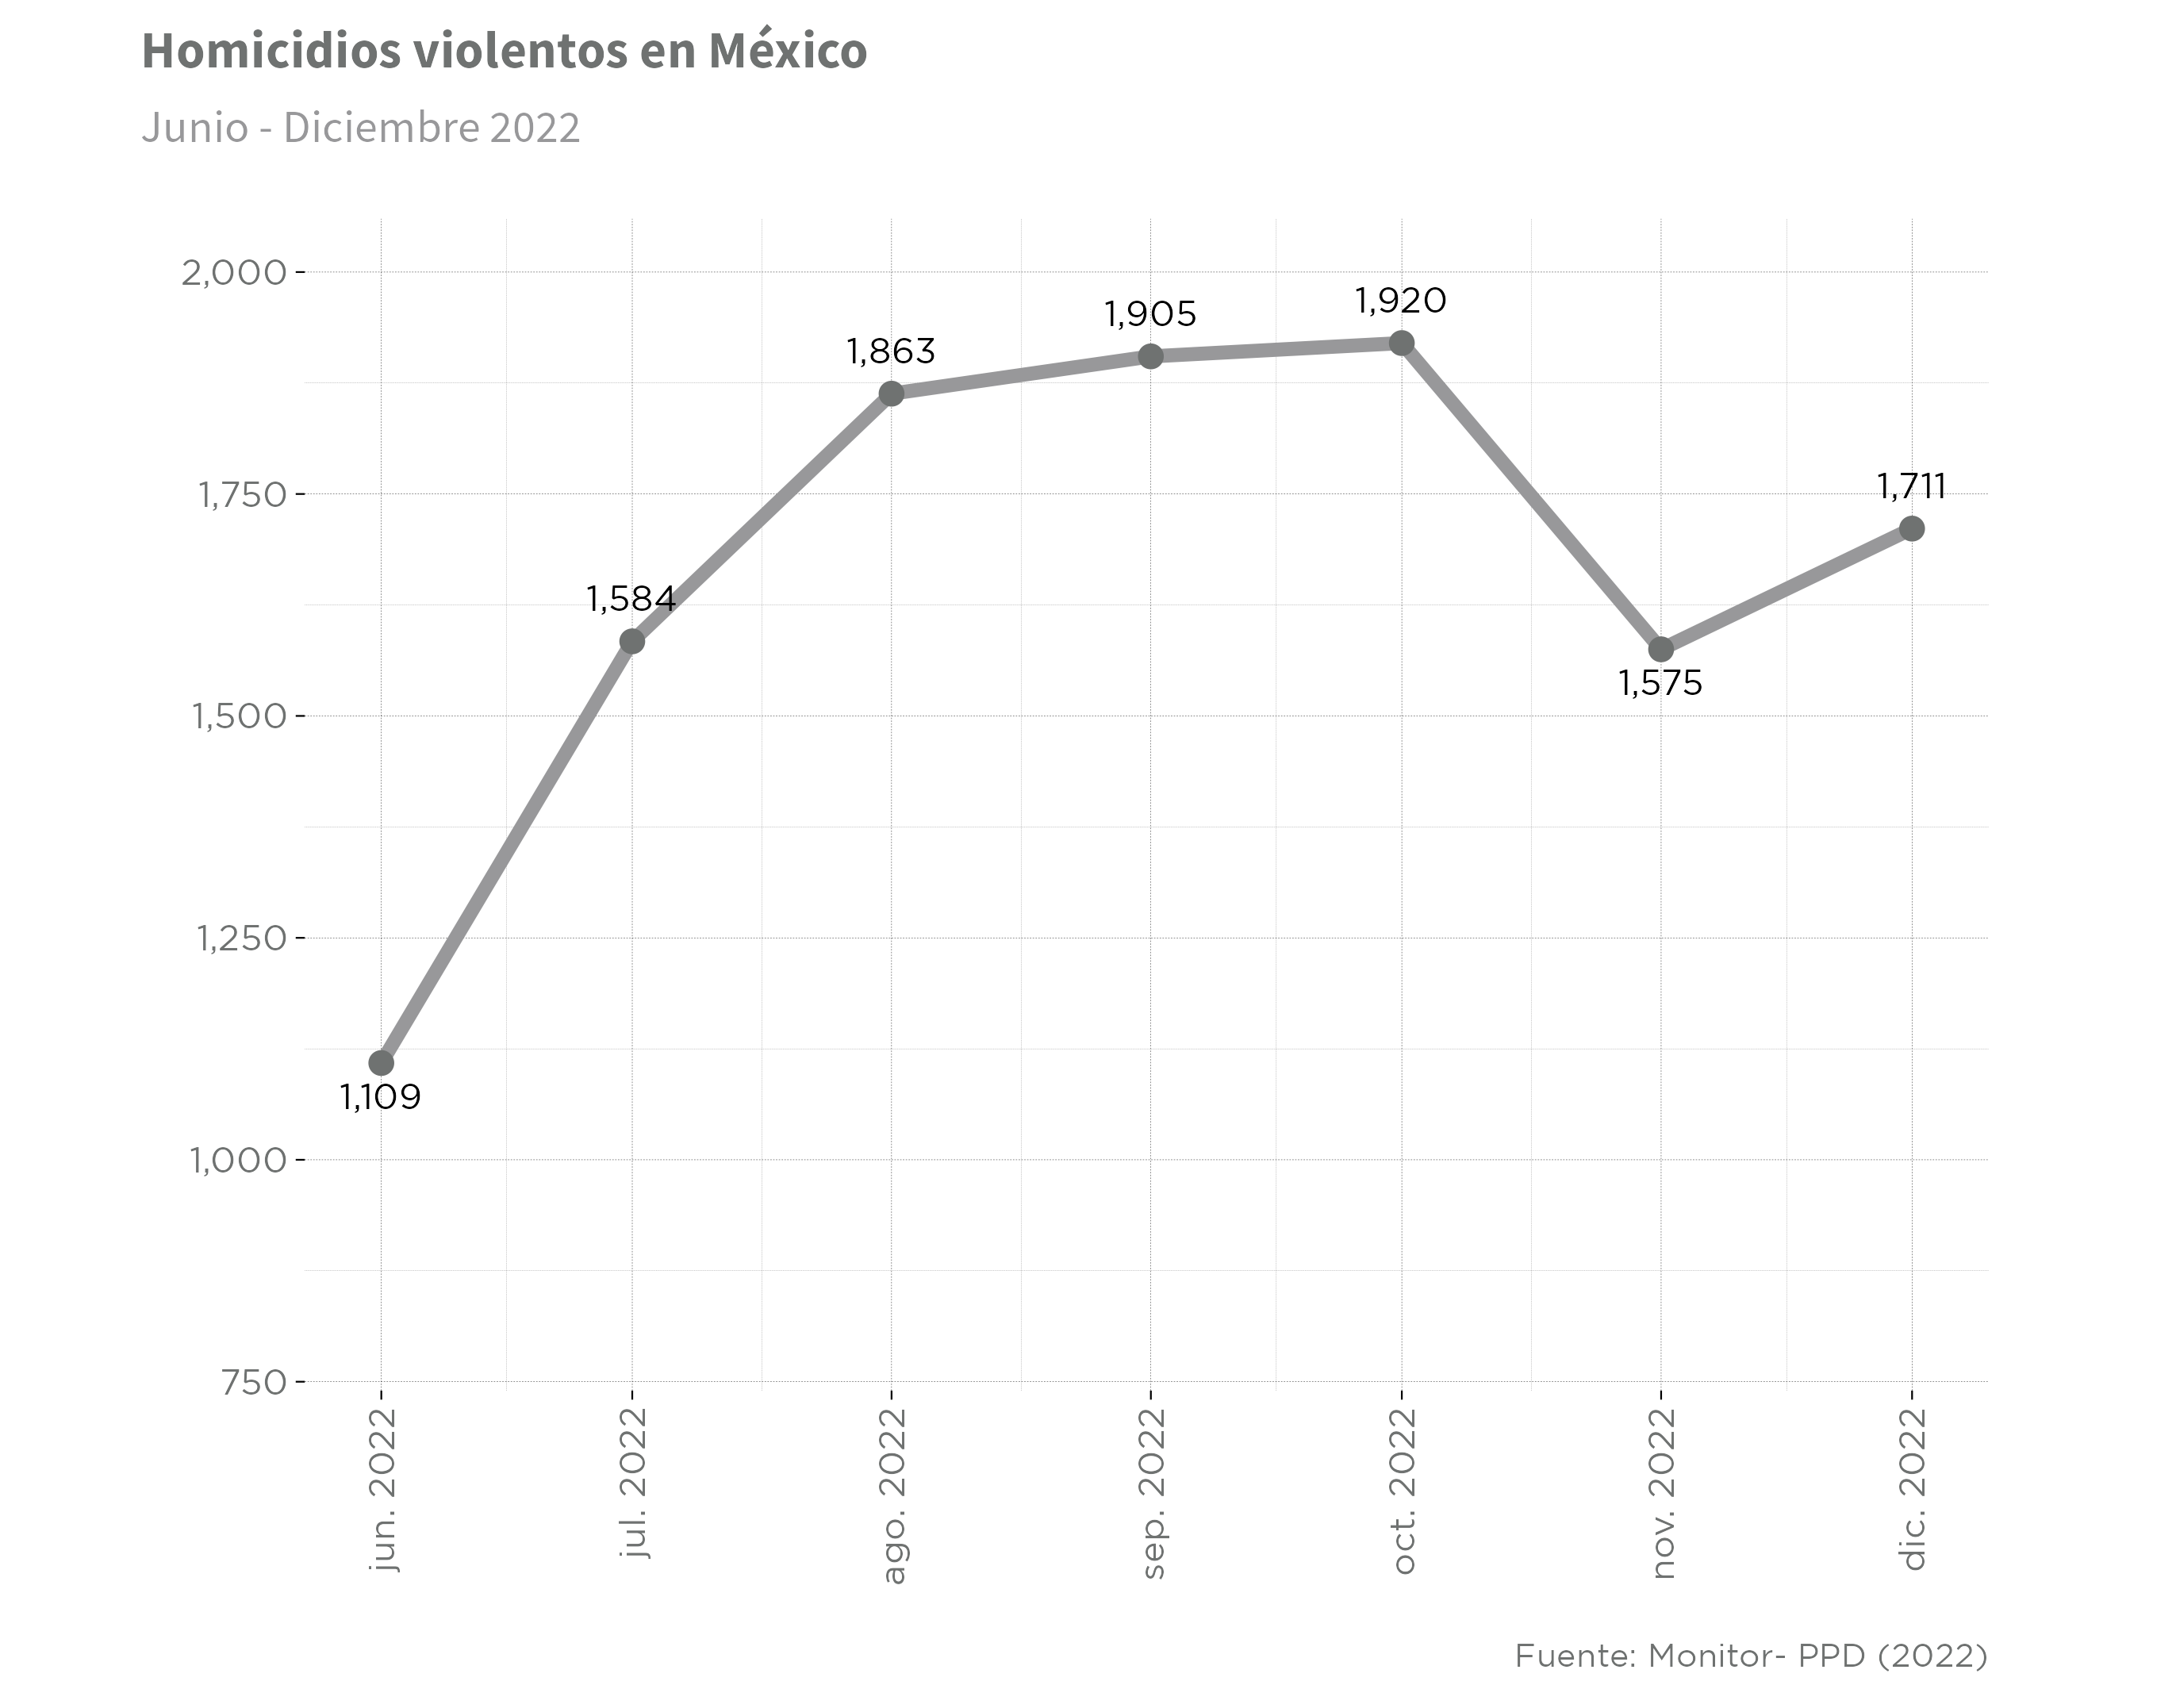 Homicidios violentos en México
Junio - Diciembre 2022
2,000
1,750
1,500
1,250
1,000
750
1,109
1,584
1,863
1,905
1,920
1,575
1,711
jun. 2022
jul. 2022
ago. 2022
sep. 2022
oct. 2022
nov. 2022
dic. 2022
Fuente: Monitor- PPD (2022)